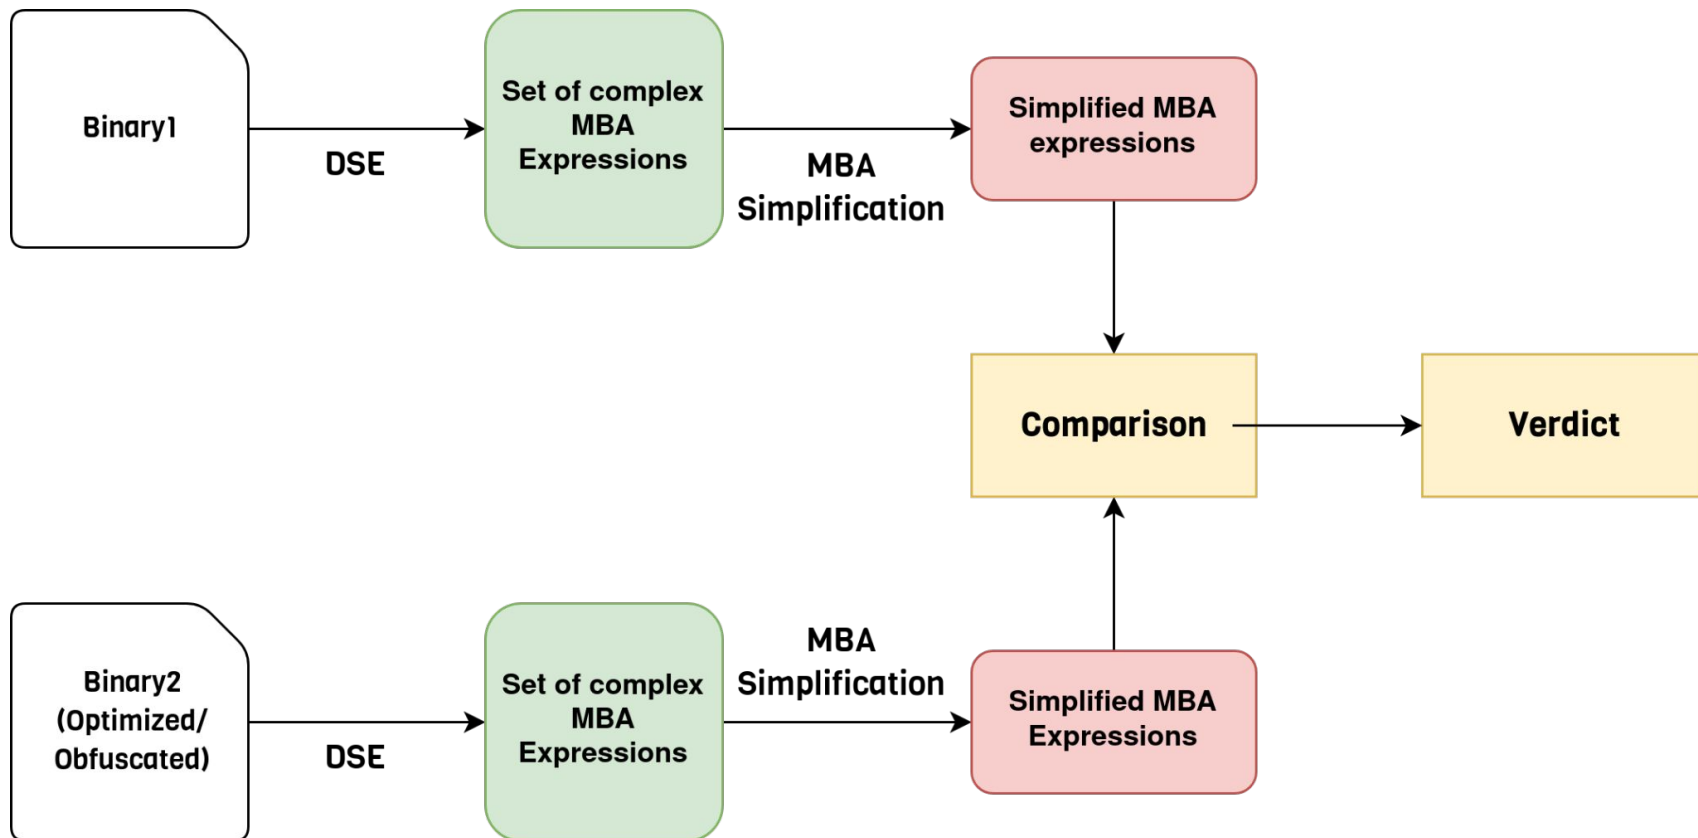 Binary1
DSE
Set of complex
MBA
Expressions
MBA
Simplification
Simplified MBA
expressions
Comparison
Verdict
Binary2
(Optimized/
Obfuscated)
DSE
Set of complex
MBA
Expressions
MBA
Simplification
Simplified MBA
Expressions